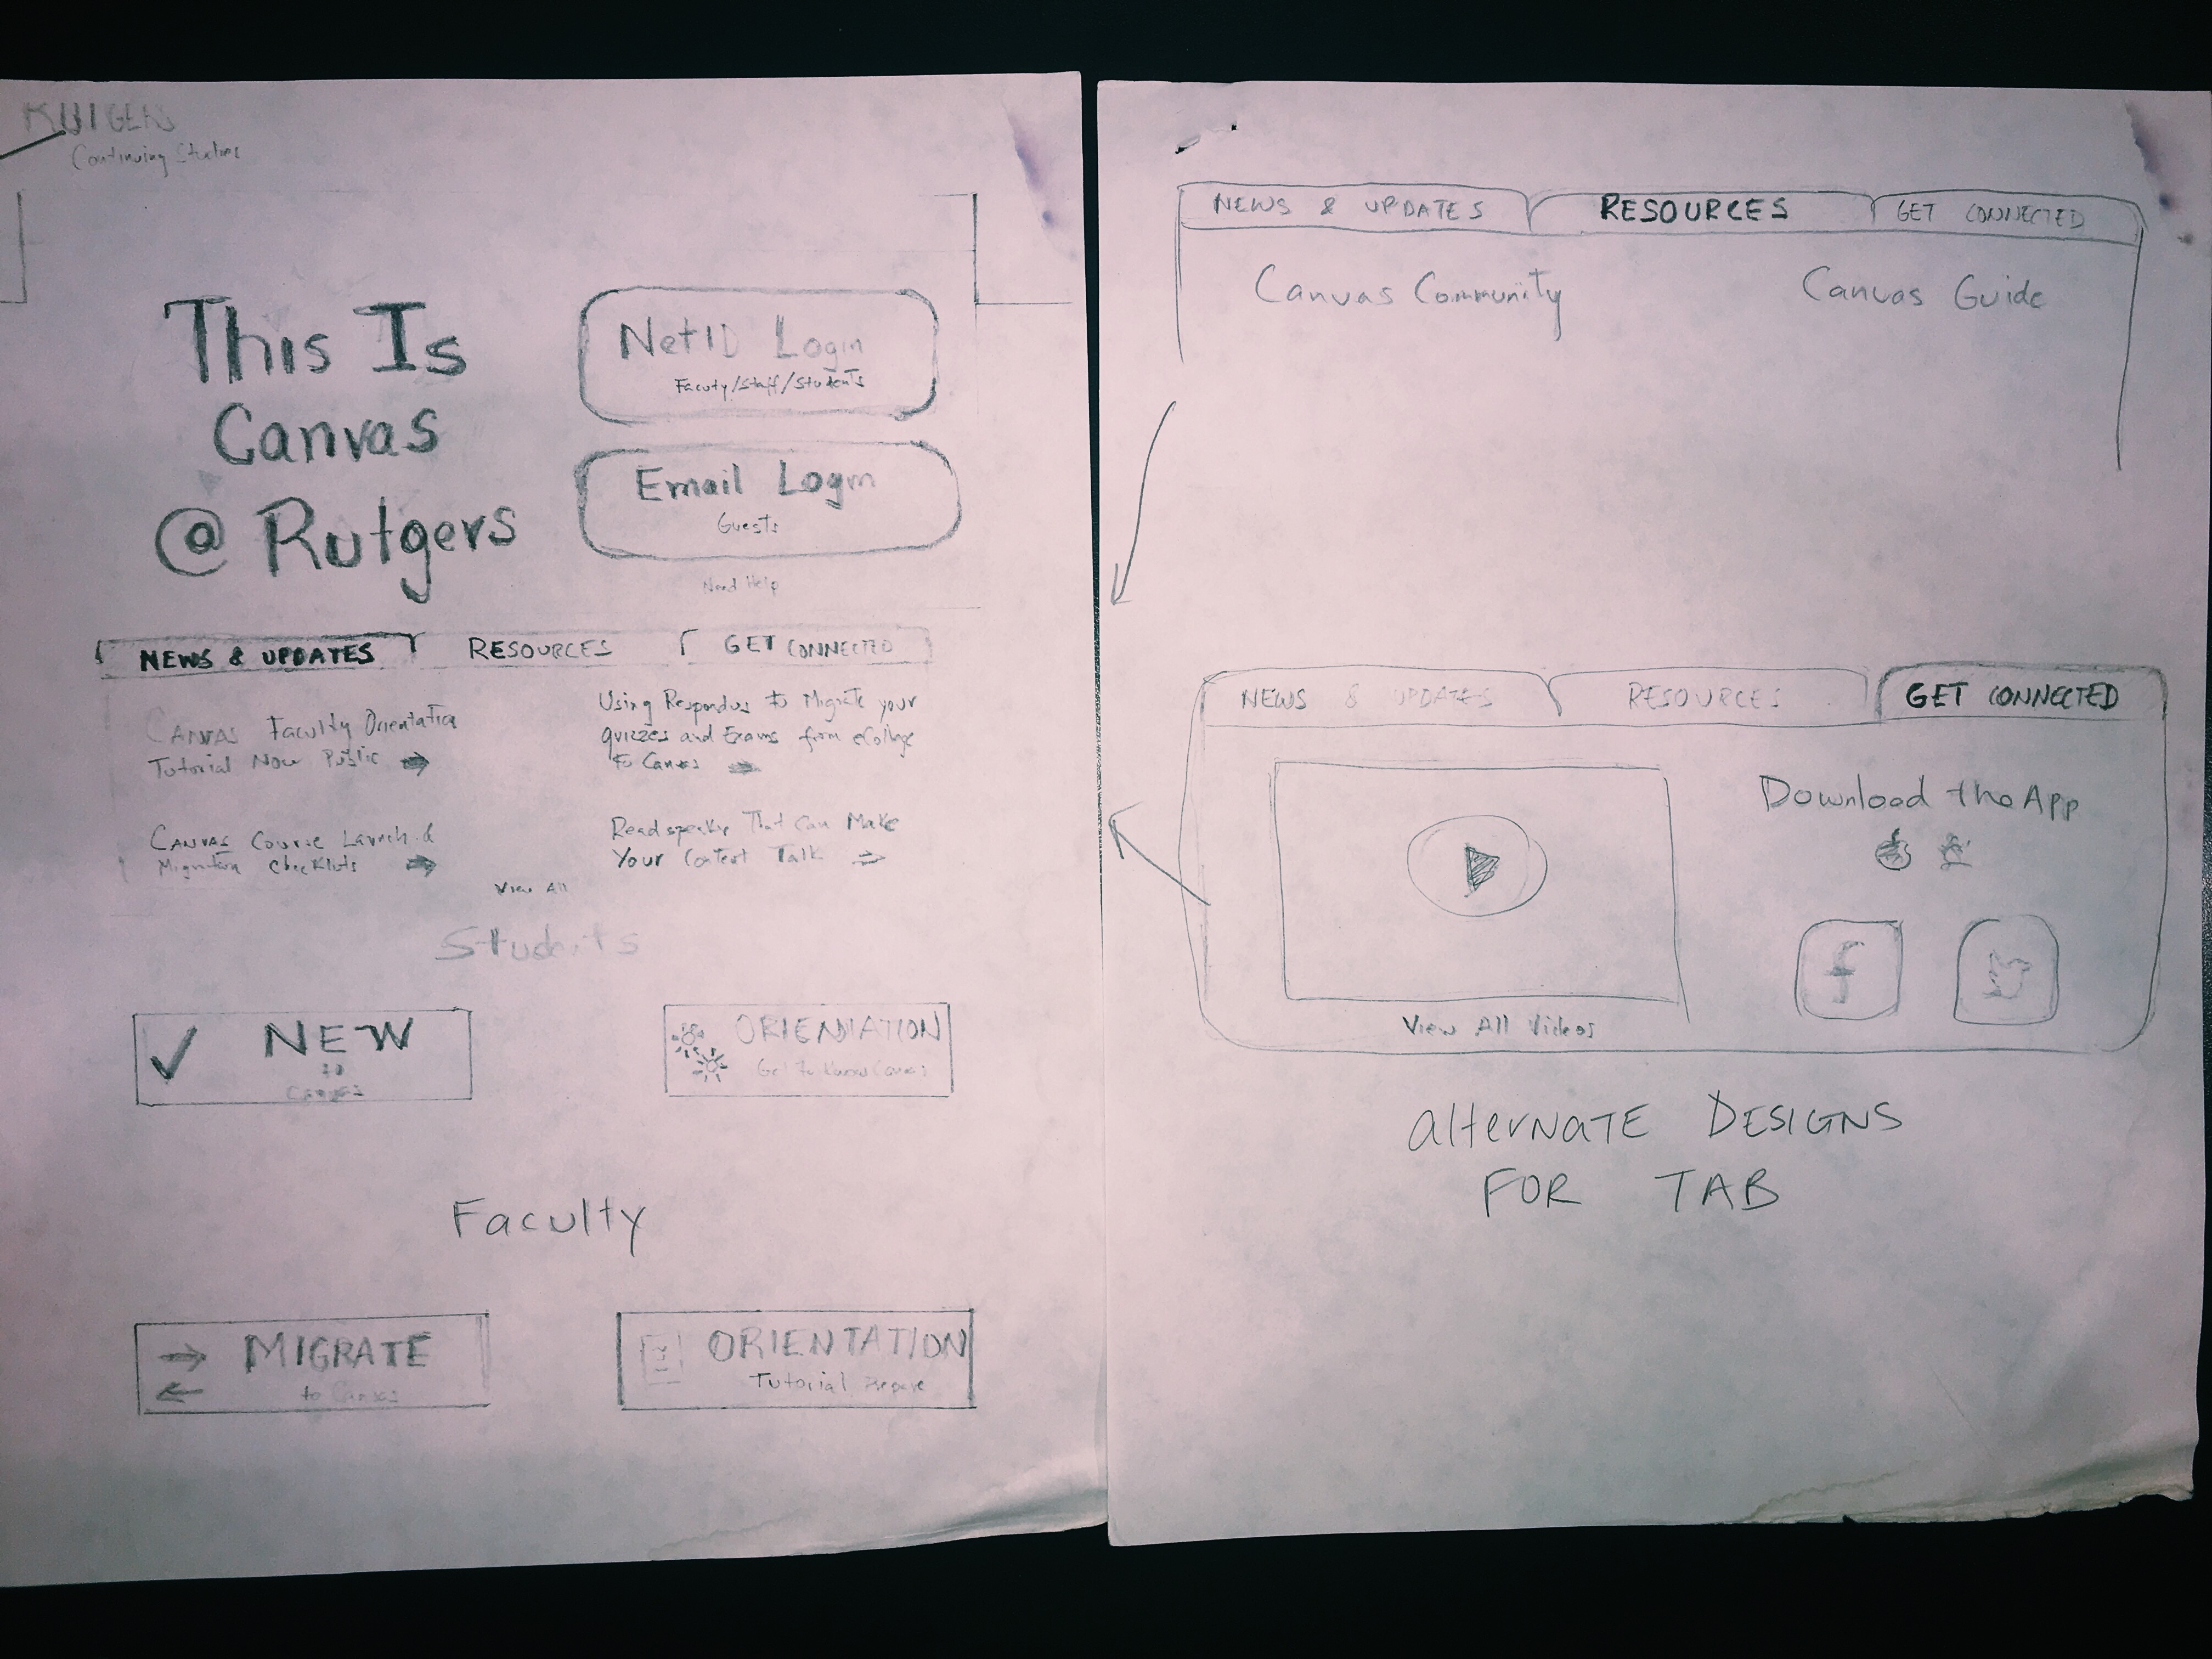 RUTGERS
Continuing Studies
This Is
Canvas
@ Rutgers
NetID Login
Facuty/Staff/Students
Email Login
Guests
Need Help
NEWS & UPDATES
RESOURCES
GET CONNECTED
CANVAS Faculty Orientation
Tutorial Now Public
Using Respondus to Migrate your
quizzes and Exams from eCollege
to Canvas
CANVAS Course Launch &
Migration Checklists
Readspeaker That Can Make
Your Content Talk
View All
Students
NEW
to
Canvas
ORIENTATION
Get to Know Canvas
Faculty
MIGRATE
to Canvas
ORIENTATION
Tutorial
NEWS & UPDATES
RESOURCES
GET CONNECTED
Canvas Community
Canvas Guide
NEWS & UPDATES
RESOURCES
GET CONNECTED
Download the App
f
View All Videos
alterNATE DESIGNS
FOR TAB